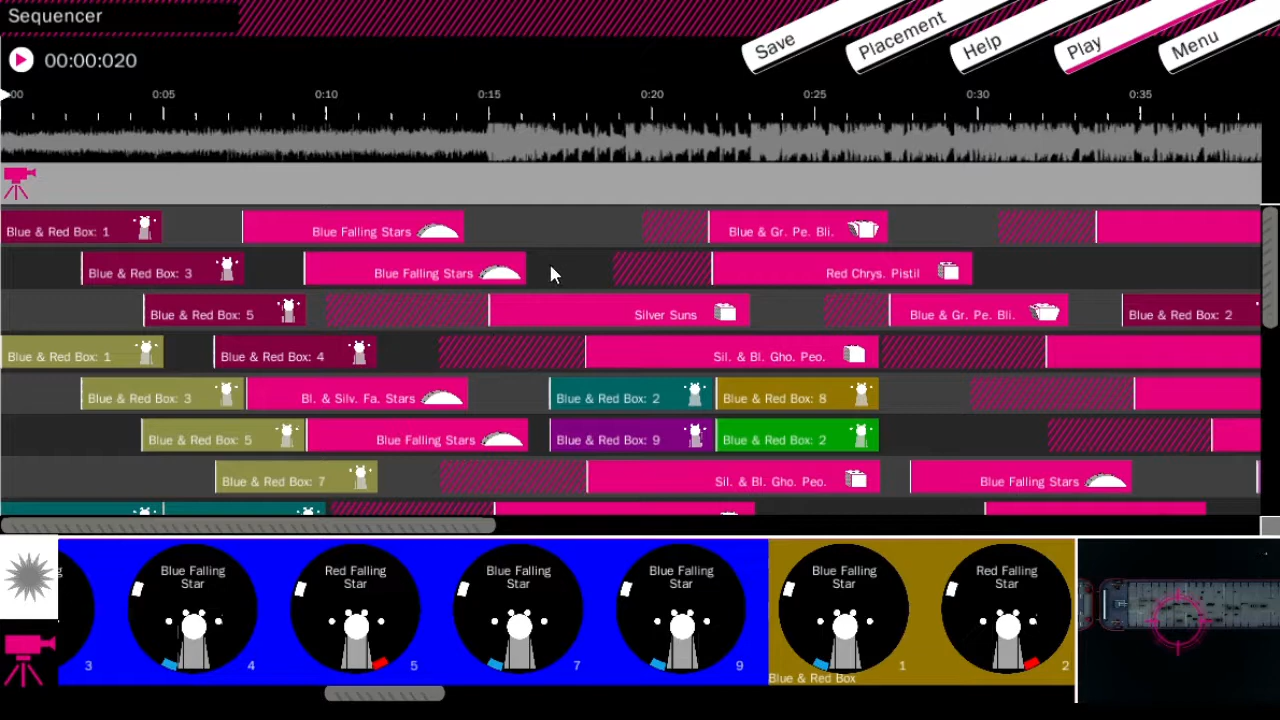 Sequencer
Save
Placement
Help
Play
Menu
00:00:020
:00
0:05
0:10
0:15
0:20
0:25
0:30
0:35
Blue & Red Box: 1
Blue Falling Stars
Blue & Gr. Pe. Bli.
Blue & Red Box: 3
Blue Falling Stars
Red Chrys. Pistil
Blue & Red Box: 5
Silver Suns
Blue & Gr. Pe. Bli.
Blue & Red Box: 2
Blue & Red Box: 1
Blue & Red Box: 4
Sil. & Bl. Gho. Peo.
Blue & Red Box: 3
Bl. & Silv. Fa. Stars
Blue & Red Box: 2
Blue & Red Box: 8
Blue & Red Box: 5
Blue Falling Stars
Blue & Red Box: 9
Blue & Red Box: 2
Blue & Red Box: 7
Sil. & Bl. Gho. Peo.
Blue Falling Stars
g
3
Blue Falling
Star
4
Red Falling
Star
5
Blue Falling
Star
7
Blue Falling
Star
9
Blue Falling
Star
1
Red Falling
Star
2
Blue & Red Box